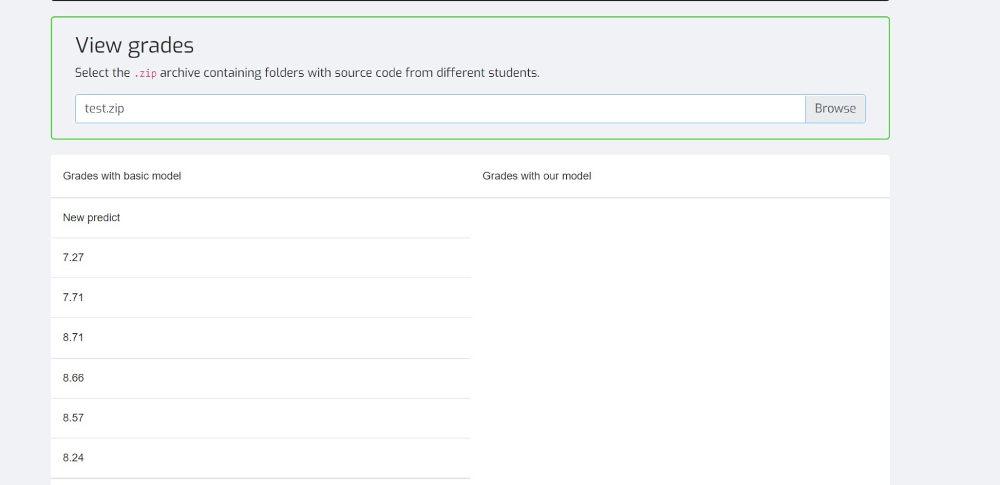 View grades
Select the .zip archive containing folders with source code from different students.
test.zip Browse
Grades with basic model Grades with our model
New predict
7.27
7.71
8.71
8.66
8.57
8.24